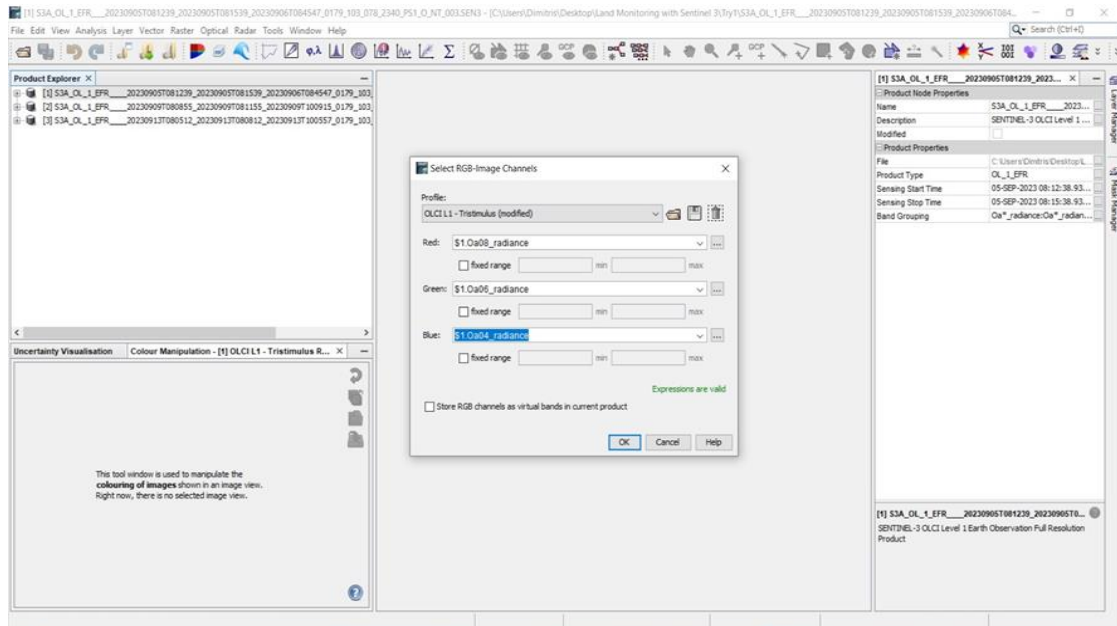 [1] S3A_OL_1_EFR____20230905T081239_20230905T081539_20230906T084547_0179_103_078_2340_PS1_O_NT_003.SEN3 - [C:\Users\Dimitris\Desktop\Land Monitoring with Sentinel 3\Try1\S3A_OL_1_EFR____20230905T081239_20230905T081539_20230906T084...
File Edit View Analysis Layer Vector Raster Optical Radar Tools Window Help
Search (Ctrl+I)
Product Explorer ×
[1] S3A_OL_1_EFR____20230905T081239_20230905T081539_20230906T084547_0179_103_
[2] S3A_OL_1_EFR____20230909T080855_20230909T081155_20230909T100915_0179_103_
[3] S3A_OL_1_EFR____20230913T080512_20230913T080812_20230913T100557_0179_103_
Uncertainty Visualisation Colour Manipulation - [1] OLCI L1 - Tristimulus R... ×
This tool window is used to manipulate the
colouring of images shown in an image view.
Right now, there is no selected image view.
Select RGB-Image Channels
Profile:
OLCI L1 - Tristimulus (modified)
Red: $1.Oa08_radiance
fixed range min max
Green: $1.Oa06_radiance
fixed range min max
Blue: $1.Oa04_radiance
fixed range min max
Expressions are valid
Store RGB channels as virtual bands in current product
OK Cancel Help
[1] S3A_OL_1_EFR____20230905T081239_2023... ×
Product Node Properties
Name S3A_OL_1_EFR____2023...
Description SENTINEL-3 OLCI Level 1 ...
Modified
Product Properties
File C:\Users\Dimitris\Desktop\L...
Product Type OL_1_EFR
Sensing Start Time 05-SEP-2023 08:12:38.93...
Sensing Stop Time 05-SEP-2023 08:15:38.93...
Band Grouping Oa*_radiance:Oa*_radian...
[1] S3A_OL_1_EFR____20230905T081239_20230905T0...
SENTINEL-3 OLCI Level 1 Earth Observation Full Resolution
Product
Layer Manager
Mask Manager